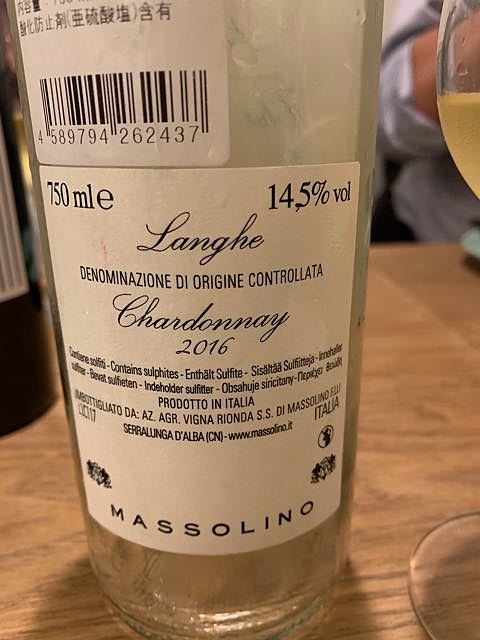 酸化防止剤(亜硫酸塩)含有
4 589794 262437
750 ml e 14,5% vol
Langhe
DENOMINAZIONE DI ORIGINE CONTROLLATA
Chardonnay
2016
Contiene solfiti - Contains sulphites - Enthält Sulfite - Sisältää Sulfiitteja - Inneholler
sulfiter - Bevat sulfieten - Indeholder sulfitter - Obsahuje siricitany - Περιέχει
PRODOTTO IN ITALIA
IMBOTTIGLIATO DA: AZ. AGR. VIGNA RIONDA S.S. DI MASSOLINO F.LLI
SERRALUNGA D'ALBA (CN) - www.massolino.it
ITALIA
MASSOLINO